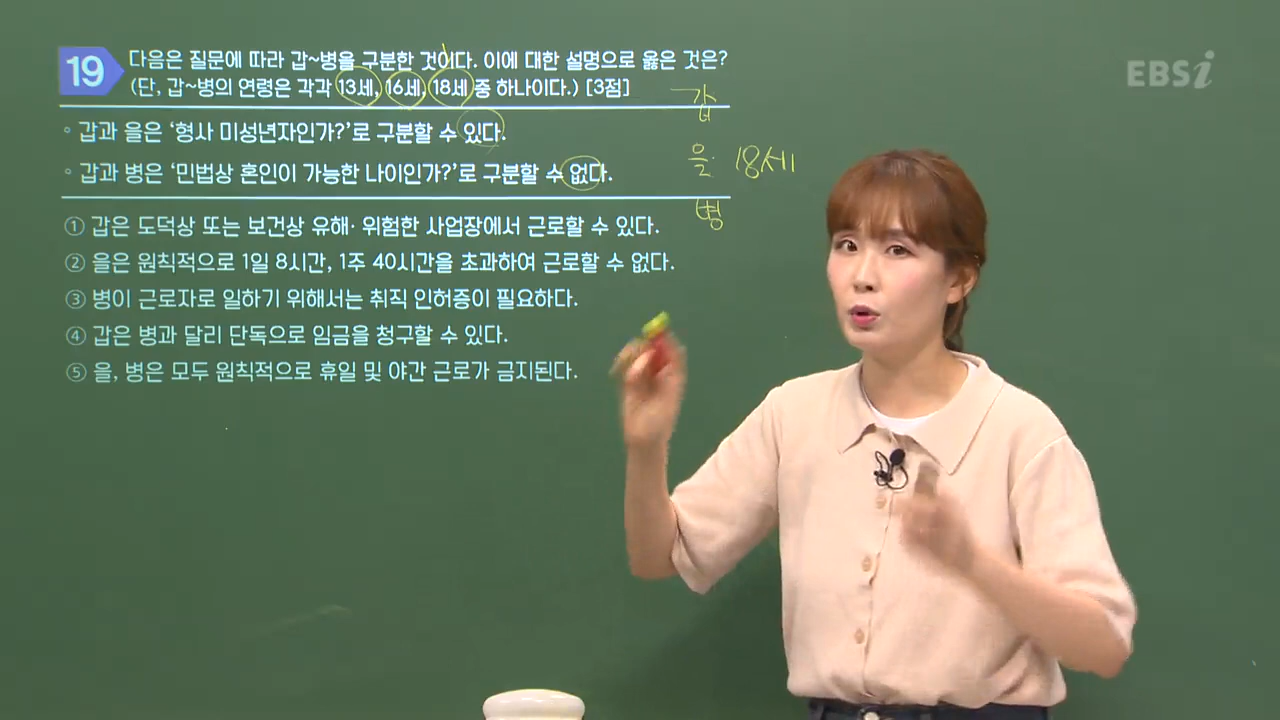 19 다음은 질문에 따라 갑~병을 구분한 것이다. 이에 대한 설명으로 옳은 것은?
(단, 갑~병의 연령은 각각 13세, 16세, 18세 중 하나이다.) [3점]
EBSi
갑
• 갑과 을은 '형사 미성년자인가?'로 구분할 수 있다.
을 18세
• 갑과 병은 '민법상 혼인이 가능한 나이인가?'로 구분할 수 없다.
병
① 갑은 도덕상 또는 보건상 유해·위험한 사업장에서 근로할 수 있다.
② 을은 원칙적으로 1일 8시간, 1주 40시간을 초과하여 근로할 수 없다.
③ 병이 근로자로 일하기 위해서는 취직 인허증이 필요하다.
④ 갑은 병과 달리 단독으로 임금을 청구할 수 있다.
⑤ 을, 병은 모두 원칙적으로 휴일 및 야간 근로가 금지된다.